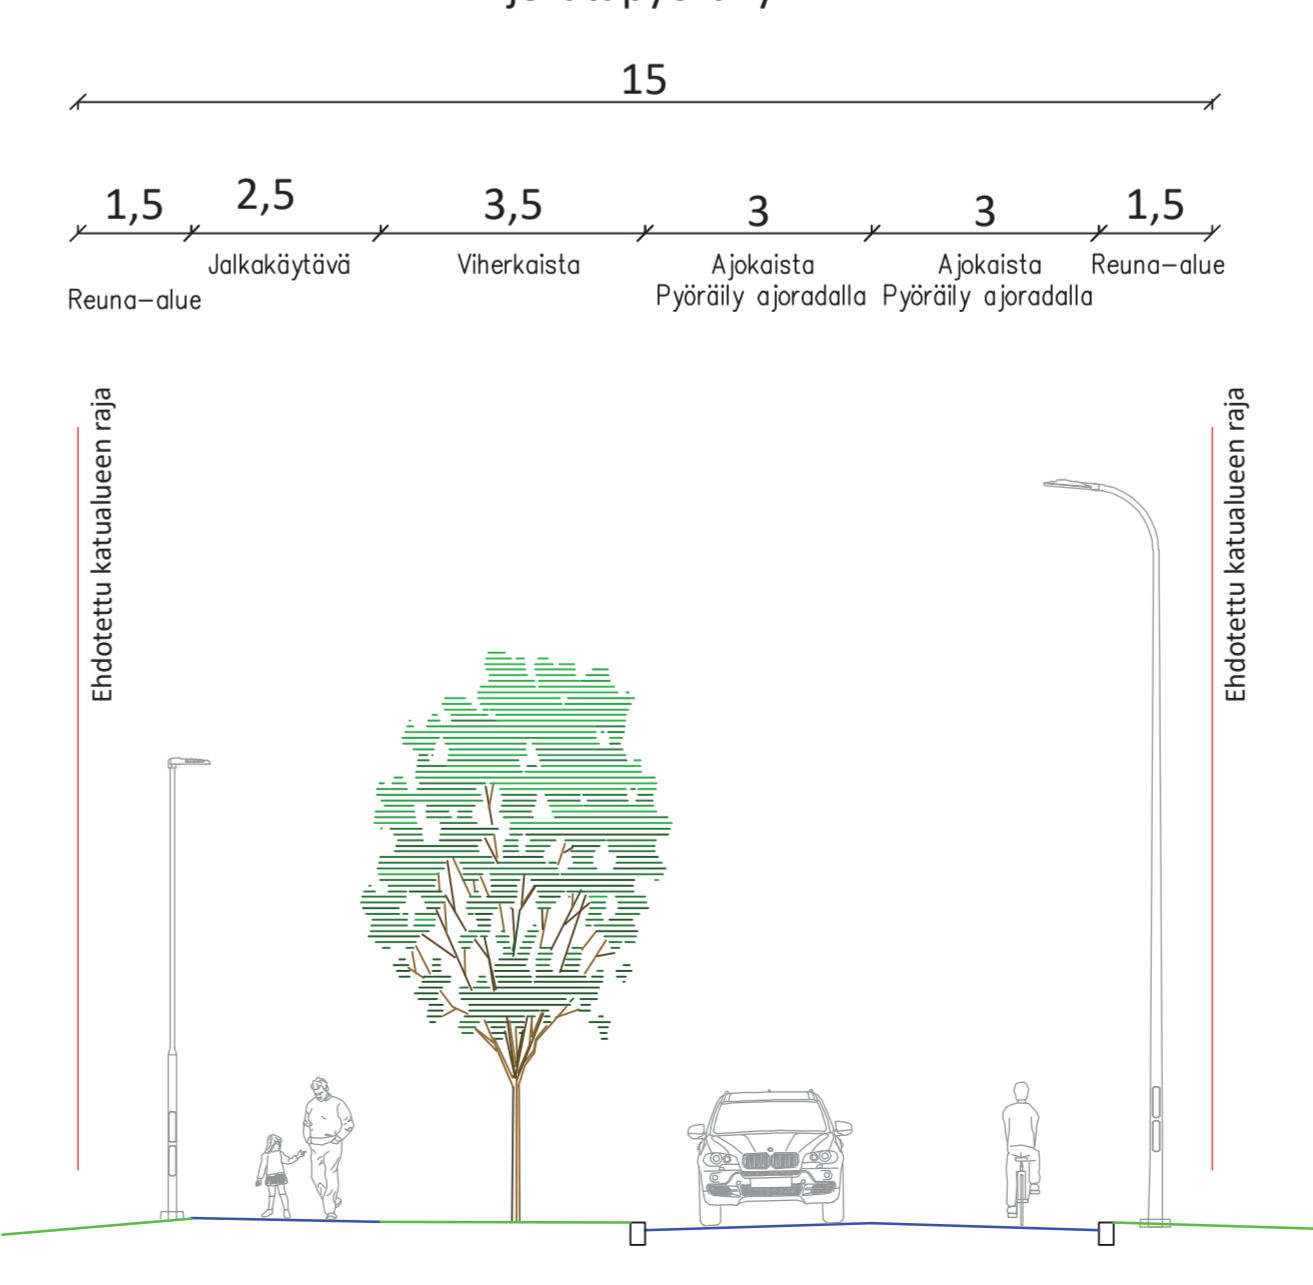 15
1,5 2,5 3,5 3 3 1,5
Jalkakäytävä Viherkaista Ajokaista Ajokaista Reuna-alue
Reuna-alue Pyöräily ajoradalla Pyöräily ajoradalla
Ehdotettu katualueen raja
Ehdotettu katualueen raja